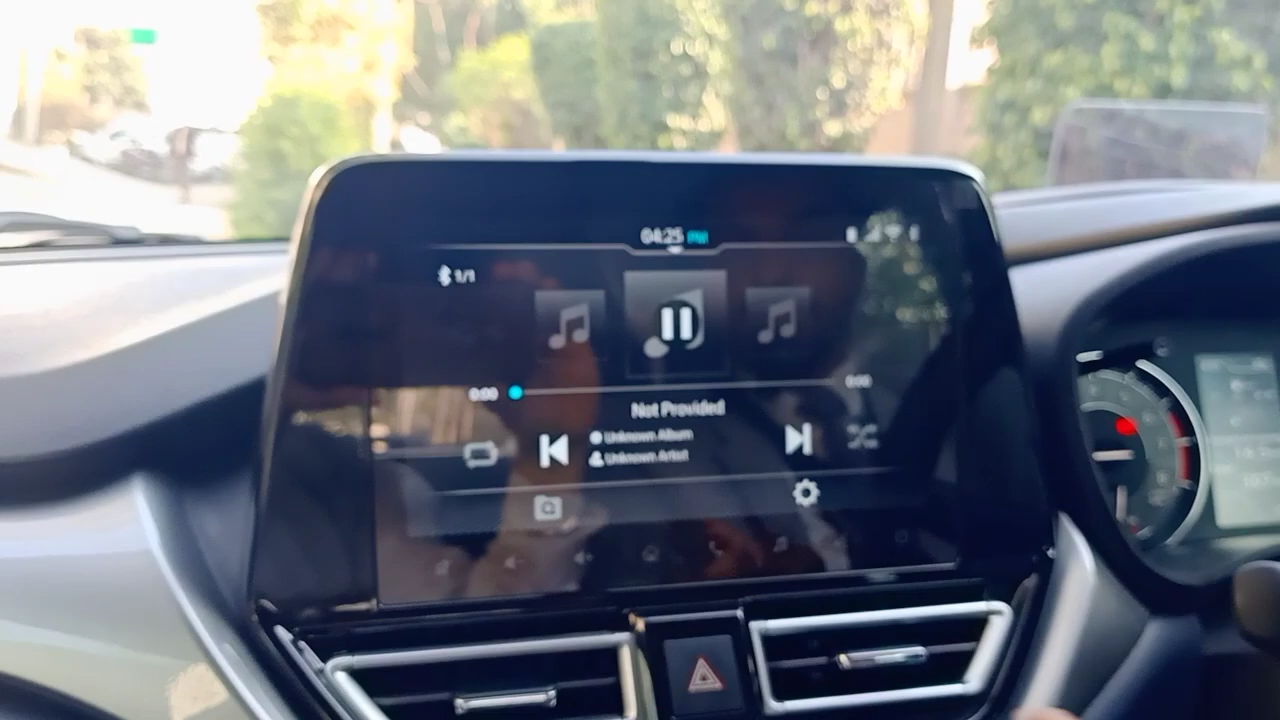 04:25 PM
1/1
0:00
0:00
Not Provided
Unknown Album
Unknown Artist